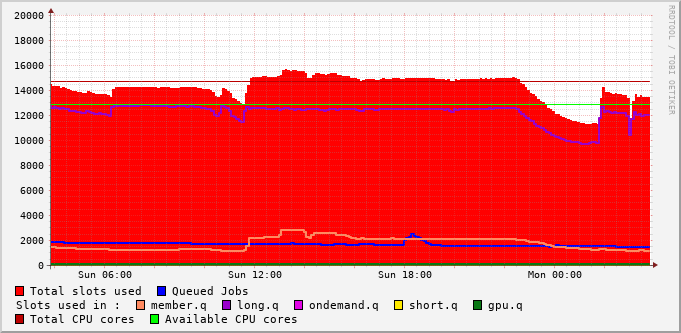 RRDTOOL / TOBI OETIKER
20000
18000
16000
14000
12000
10000
8000
6000
4000
2000
0
Sun 06:00 Sun 12:00 Sun 18:00 Mon 00:00
Total slots used Queued Jobs
Slots used in : member.q long.q ondemand.q short.q gpu.q
Total CPU cores Available CPU cores